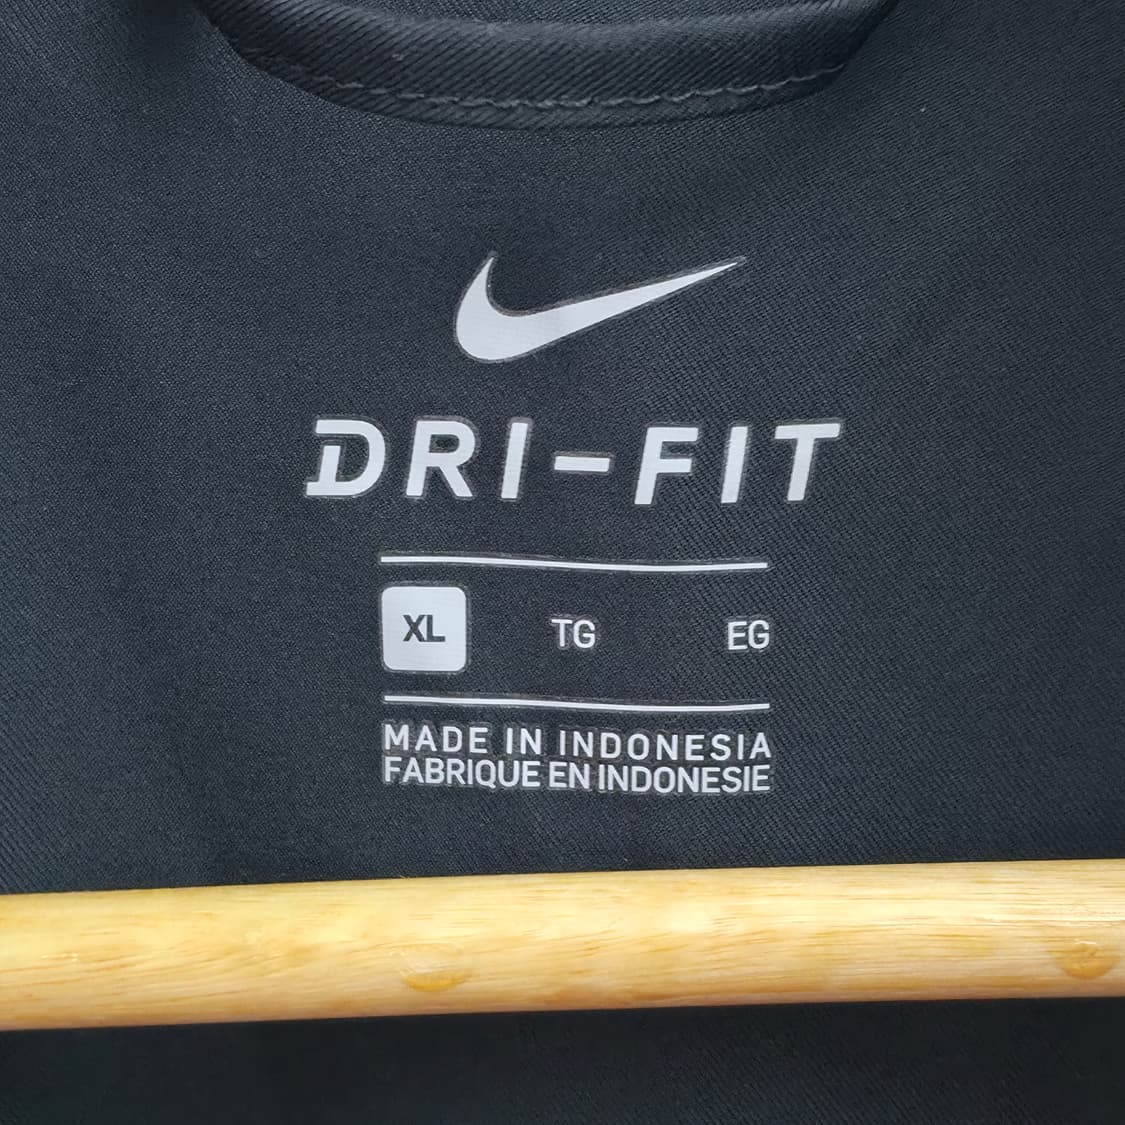 DRI-FIT
XL TG EG
MADE IN INDONESIA
FABRIQUE EN INDONESIE